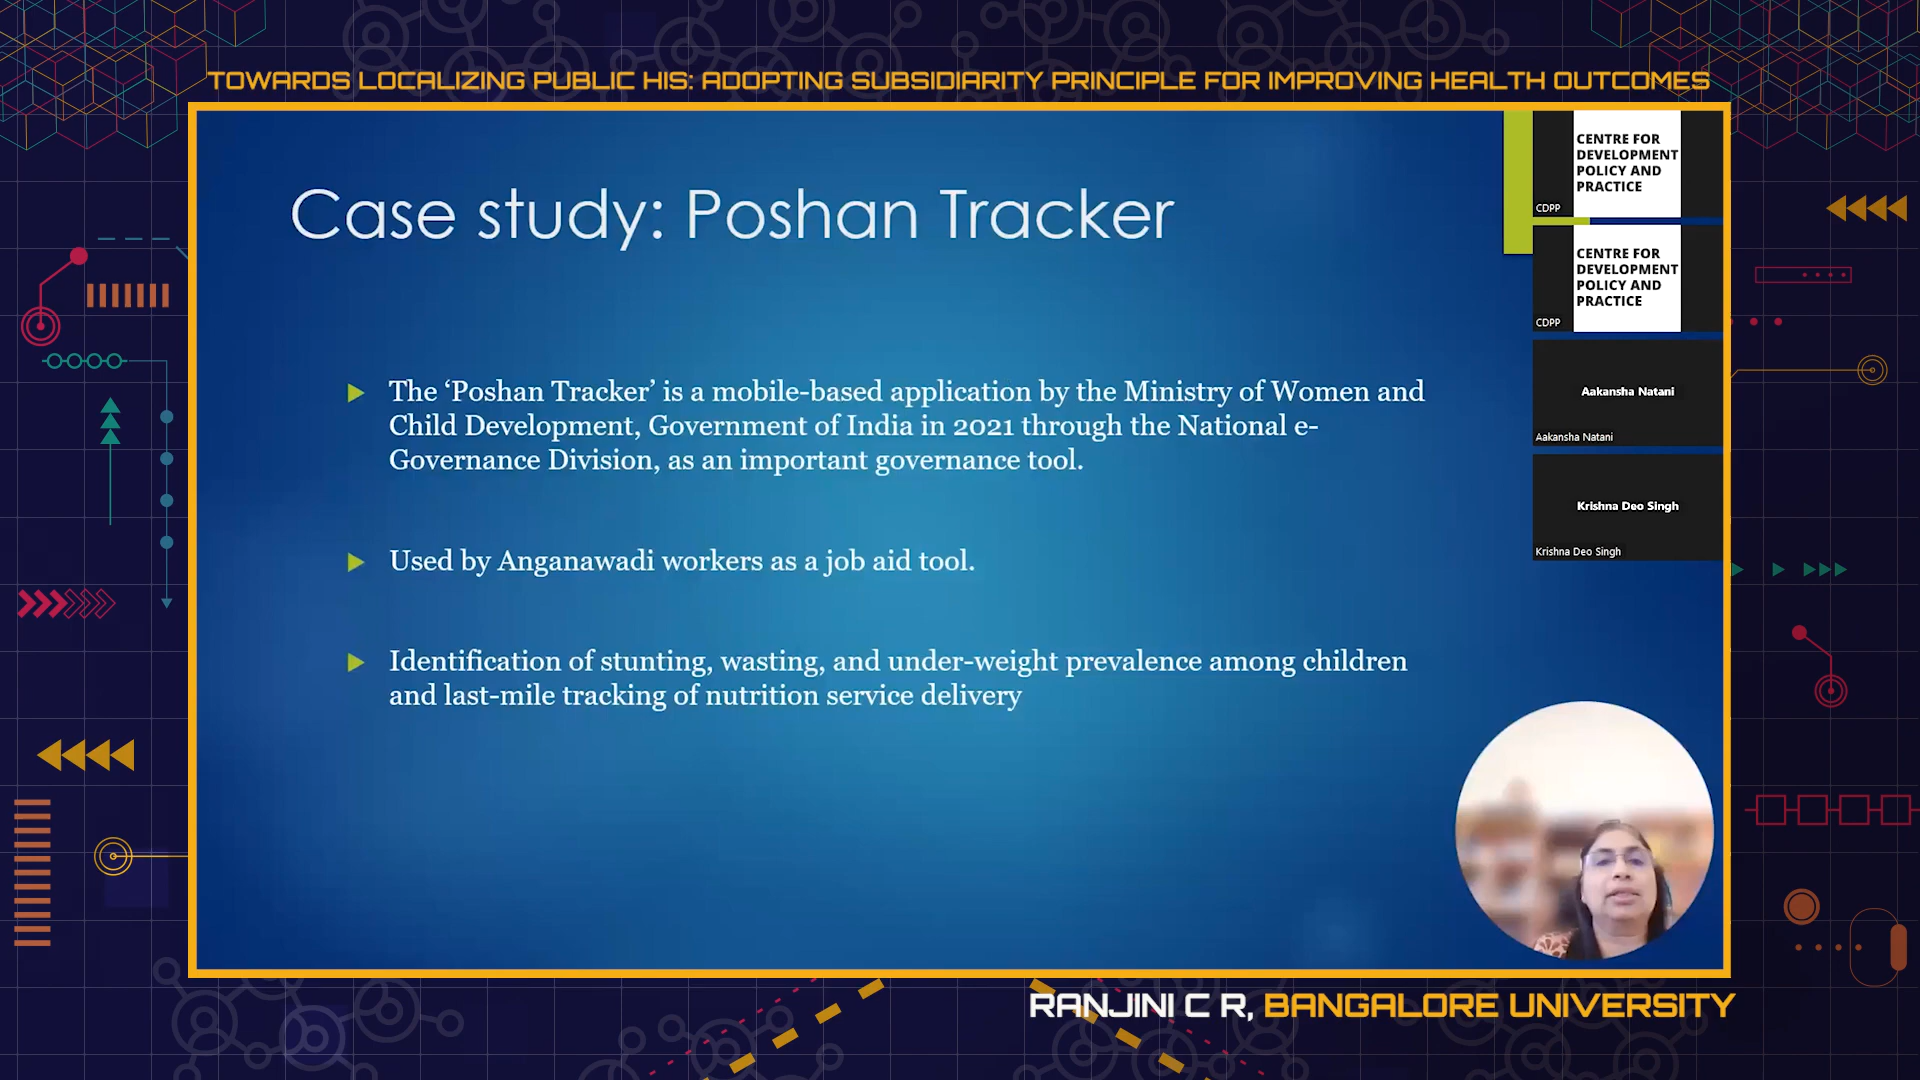 TOWARDS LOCALIZING PUBLIC HIS: ADOPTING SUBSIDIARITY PRINCIPLE FOR IMPROVING HEALTH OUTCOMES
Case study: Poshan Tracker
The ‘Poshan Tracker’ is a mobile-based application by the Ministry of Women and
Child Development, Government of India in 2021 through the National e-
Governance Division, as an important governance tool.
Used by Anganawadi workers as a job aid tool.
Identification of stunting, wasting, and under-weight prevalence among children
and last-mile tracking of nutrition service delivery
CENTRE FOR
DEVELOPMENT
POLICY AND
PRACTICE
CDPP
CENTRE FOR
DEVELOPMENT
POLICY AND
PRACTICE
CDPP
Aakansha Natani
Aakansha Natani
Krishna Deo Singh
Krishna Deo Singh
RANJINI C R, BANGALORE UNIVERSITY